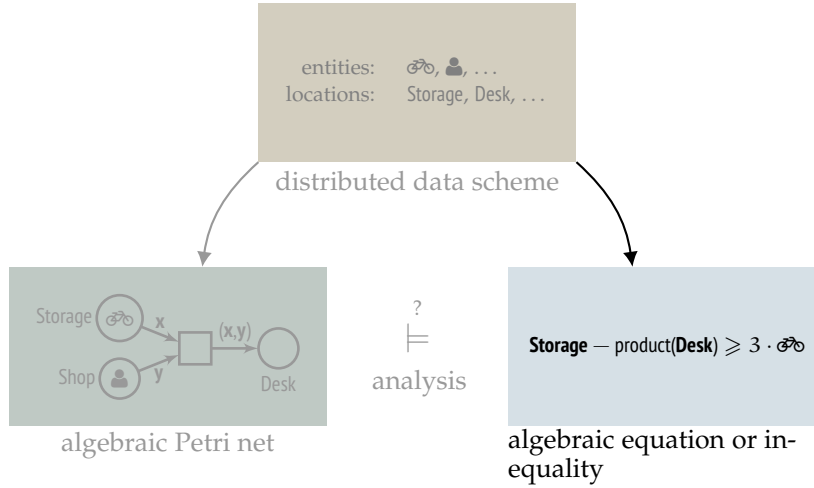 entities: 🚲, 👤, ...
locations: Storage, Desk, ...
distributed data scheme
Storage
x
(x,y)
Shop
y
Desk
algebraic Petri net
?
⊨
analysis
Storage − product(Desk) ⩾ 3 · 🚲
algebraic equation or in-
equality